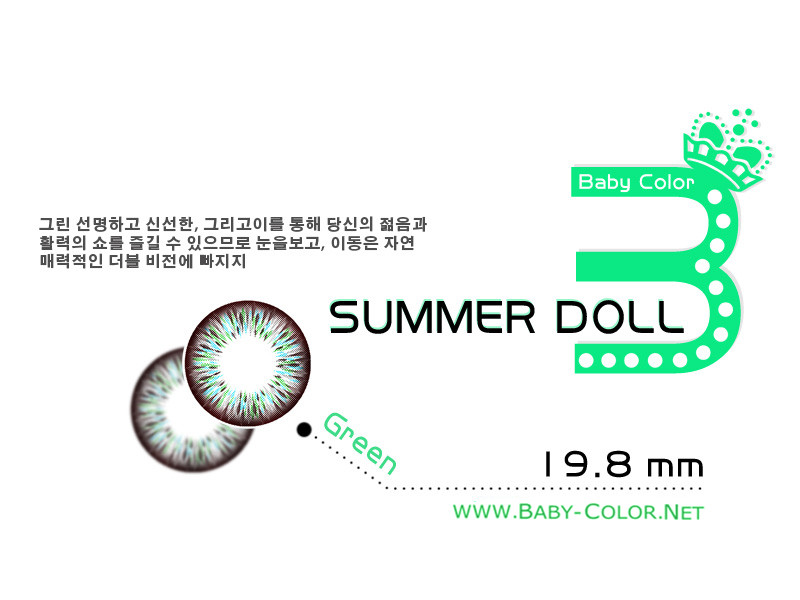 Baby Color
3
그린 선명하고 신선한, 그리고이를 통해 당신의 젊음과
활력의 쇼를 즐길 수 있으므로 눈을보고, 이동은 자연
매력적인 더블 비전에 빠지지
SUMMER DOLL
Green
19.8 mm
www.Baby-Color.Net